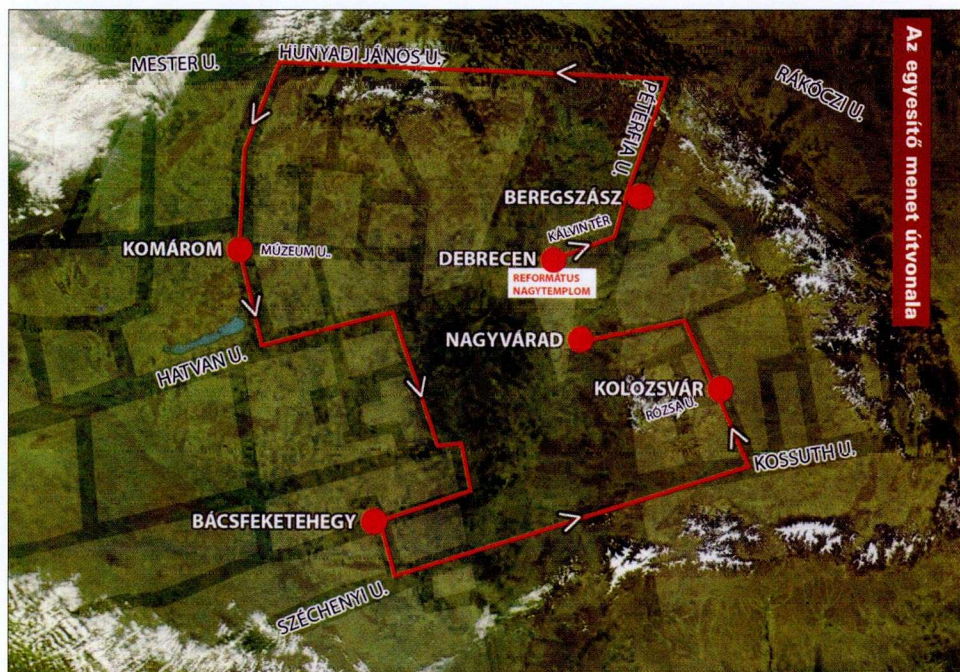 Az egyesítő menet útvonala
MESTER U.
HUNYADI JÁNOS U.
RÁKÓCZI U.
PÉTERFIA U.
BEREGSZÁSZ
KÁLVIN TÉR
KOMÁROM
MÚZEUM U.
DEBRECEN
REFORMÁTUS
NAGYTEMPLOM
NAGYVÁRAD
HATVAN U.
KOLOZSVÁR
RÓZSA U.
KOSSUTH U.
BÁCSFEKETEHEGY
SZÉCHENYI U.